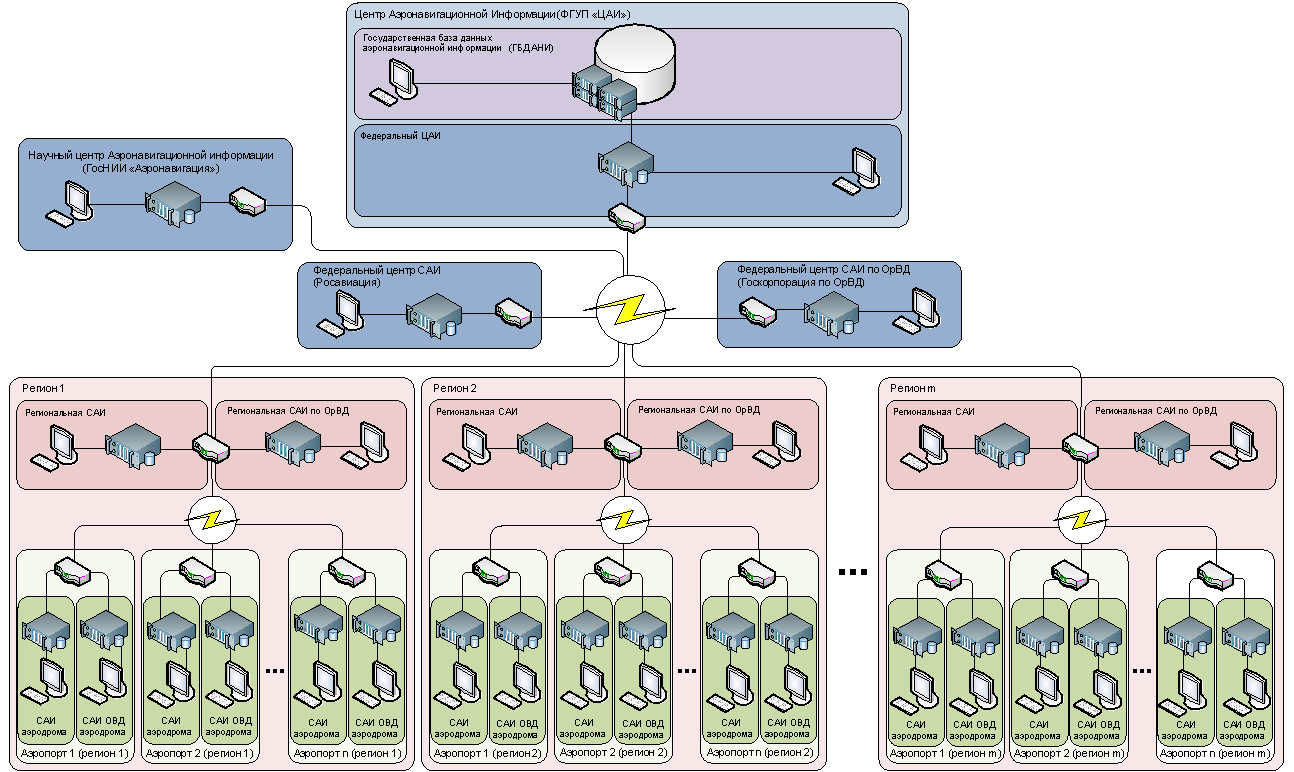 Центр Аэронавигационной Информации(ФГУП «ЦАИ»)
Государственная база данных
аэронавигационной информации (ГБДАНИ)
Федеральный ЦАИ
Научный центр Аэронавигационной информации
(ГосНИИ «Аэронавигация»)
Федеральный центр САИ
(Росавиация)
Федеральный центр САИ по ОрВД
(Госкорпорация по ОрВД)
Регион 1
Региональная САИ
Региональная САИ по ОрВД
САИ
аэродрома
САИ ОВД
аэродрома
Аэропорт 1 (регион 1)
САИ
аэродрома
САИ ОВД
аэродрома
Аэропорт 2 (регион 1)
...
САИ
аэродрома
САИ ОВД
аэродрома
Аэропорт n (регион 1)
Регион 2
Региональная САИ
Региональная САИ по ОрВД
САИ
аэродрома
САИ ОВД
аэродрома
Аэропорт 1 (регион 2)
САИ
аэродрома
САИ ОВД
аэродрома
Аэропорт 2 (регион 2)
...
САИ
аэродрома
САИ ОВД
аэродрома
Аэропорт n (регион 2)
...
Регион m
Региональная САИ
Региональная САИ по ОрВД
САИ
аэродрома
САИ ОВД
аэродрома
Аэропорт 1 (регион m)
САИ
аэродрома
САИ ОВД
аэродрома
Аэропорт 2 (регион m)
...
САИ
аэродрома
САИ ОВД
аэродрома
Аэропорт n (регион m)